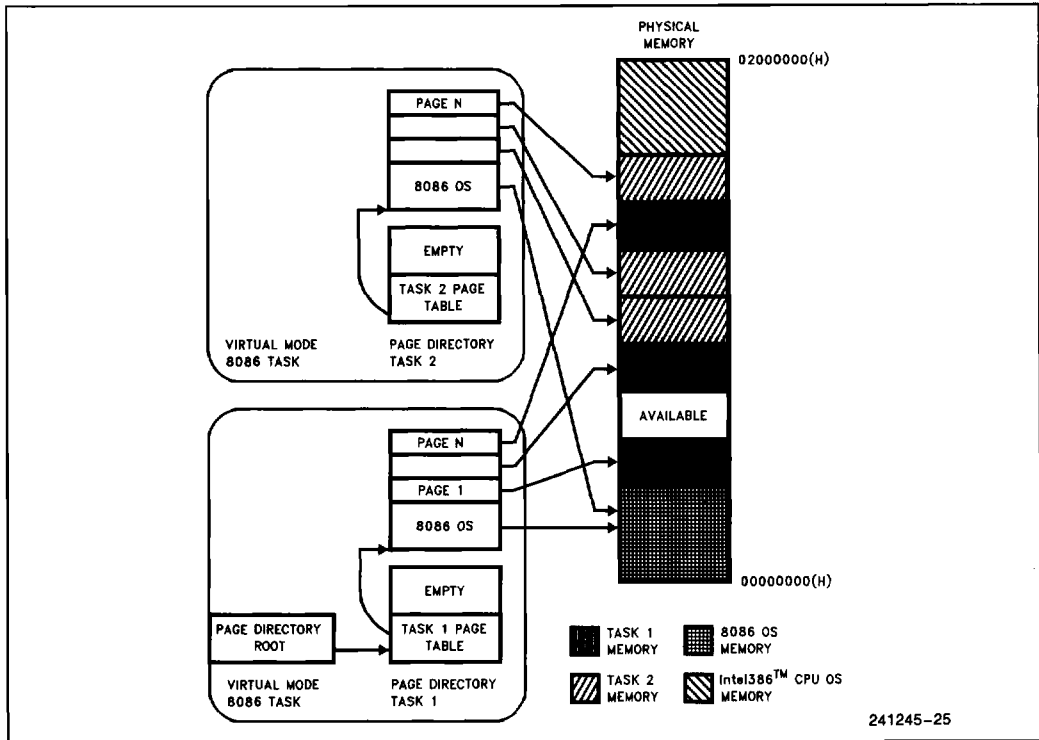 PHYSICAL
MEMORY
02000000(H)
PAGE N
8086 OS
EMPTY
TASK 2 PAGE
TABLE
VIRTUAL MODE
8086 TASK
PAGE DIRECTORY
TASK 2
AVAILABLE
PAGE N
PAGE 1
8086 OS
EMPTY
TASK 1 PAGE
TABLE
PAGE DIRECTORY
ROOT
VIRTUAL MODE
8086 TASK
PAGE DIRECTORY
TASK 1
00000000(H)
TASK 1
MEMORY
8086 OS
MEMORY
TASK 2
MEMORY
Intel386™ CPU OS
MEMORY
241245-25